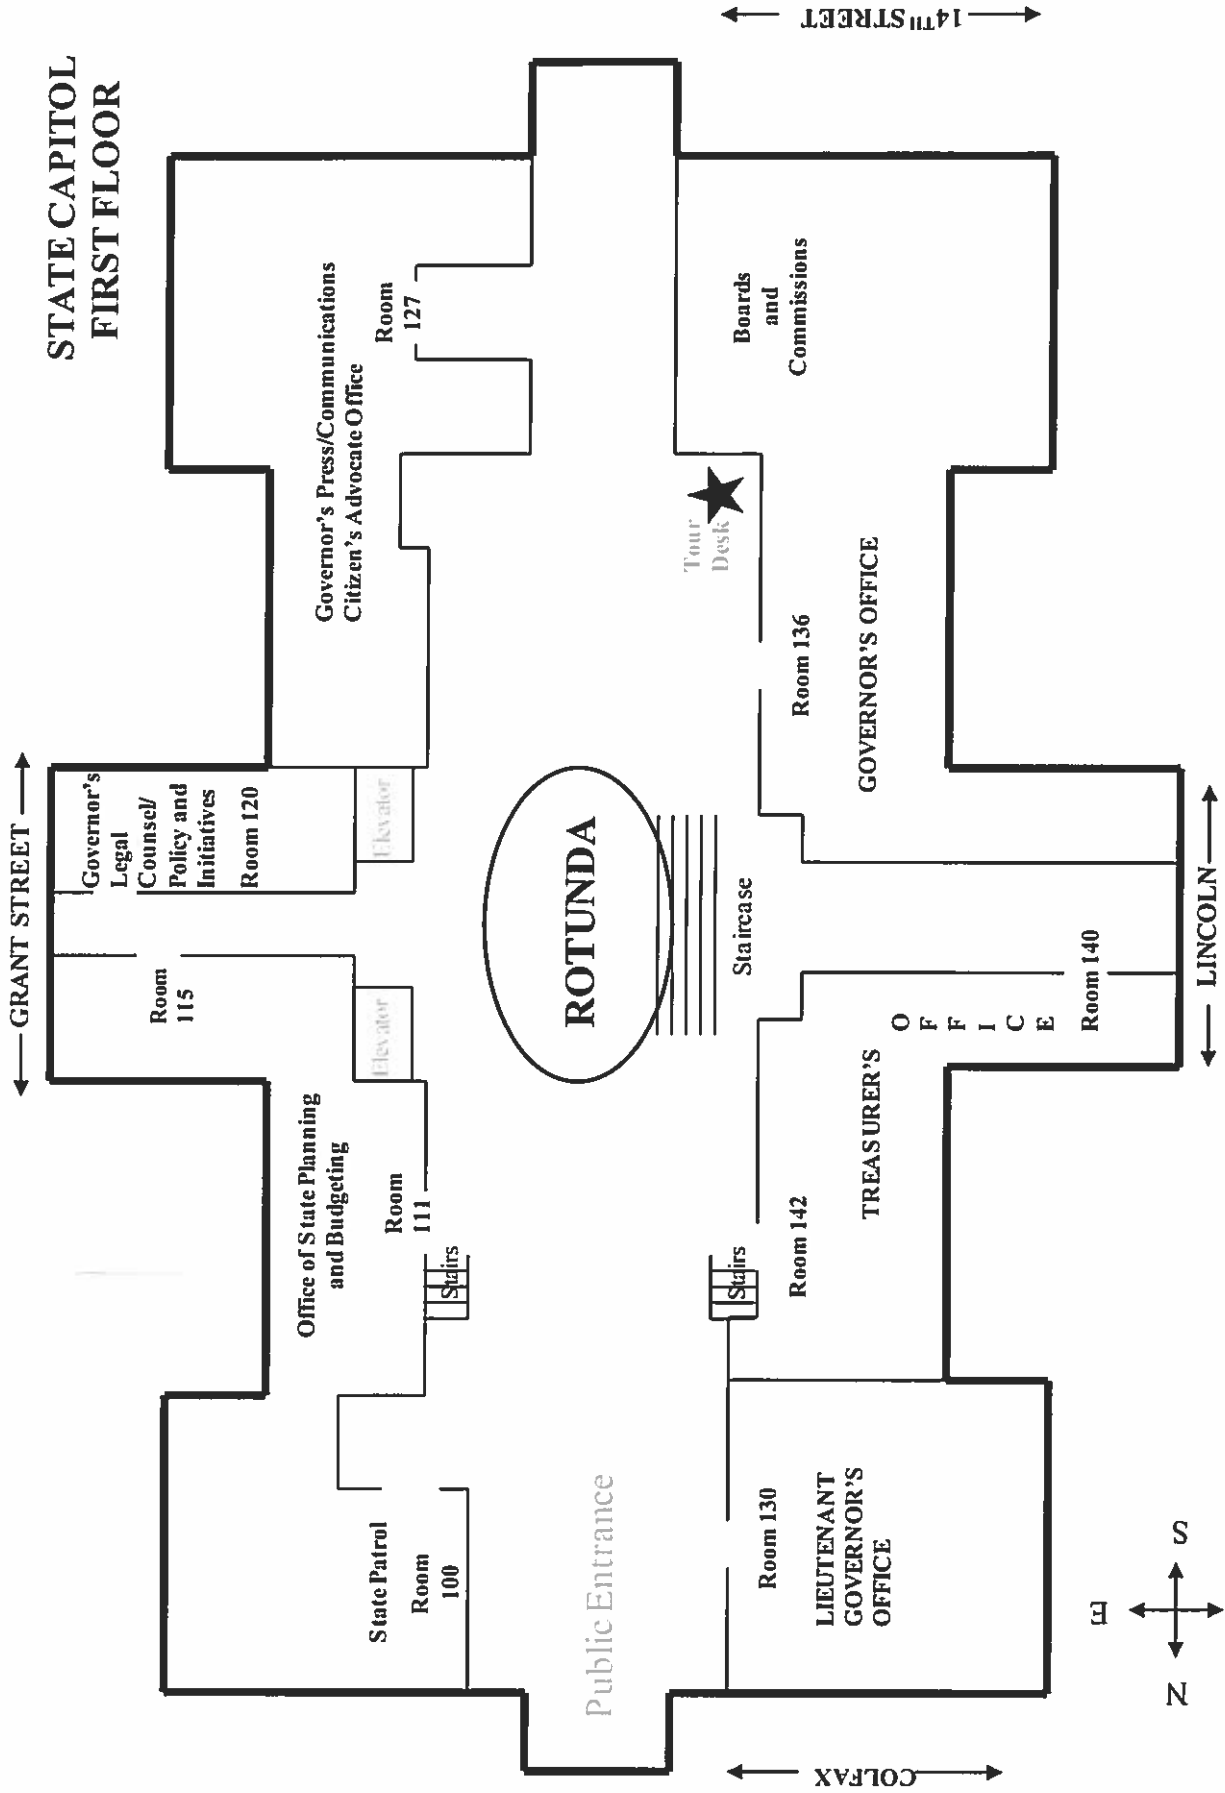 STATE CAPITOL
FIRST FLOOR
GRANT STREET
14TH STREET
LINCOLN
COLFAX
Governor's
Legal
Counsel/
Policy and
Initiatives
Room 120
Room
115
Elevator
Elevator
Governor's Press/Communications
Citizen's Advocate Office
Room
127
Office of State Planning
and Budgeting
Room
111
Stairs
State Patrol
Room
100
Public Entrance
ROTUNDA
Staircase
Tour
Desk
Boards
and
Commissions
Room 136
GOVERNOR'S OFFICE
Room 140
TREASURER'S
O
F
F
I
C
E
Room 142
Stairs
Room 130
LIEUTENANT
GOVERNOR'S
OFFICE
E
N
S